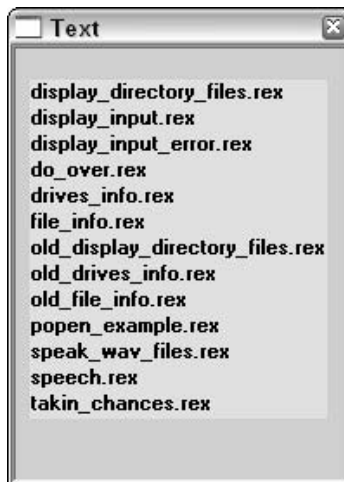 Text
display_directory_files.rex
display_input.rex
display_input_error.rex
do_over.rex
drives_info.rex
file_info.rex
old_display_directory_files.rex
old_drives_info.rex
old_file_info.rex
popen_example.rex
speak_wav_files.rex
speech.rex
takin_chances.rex